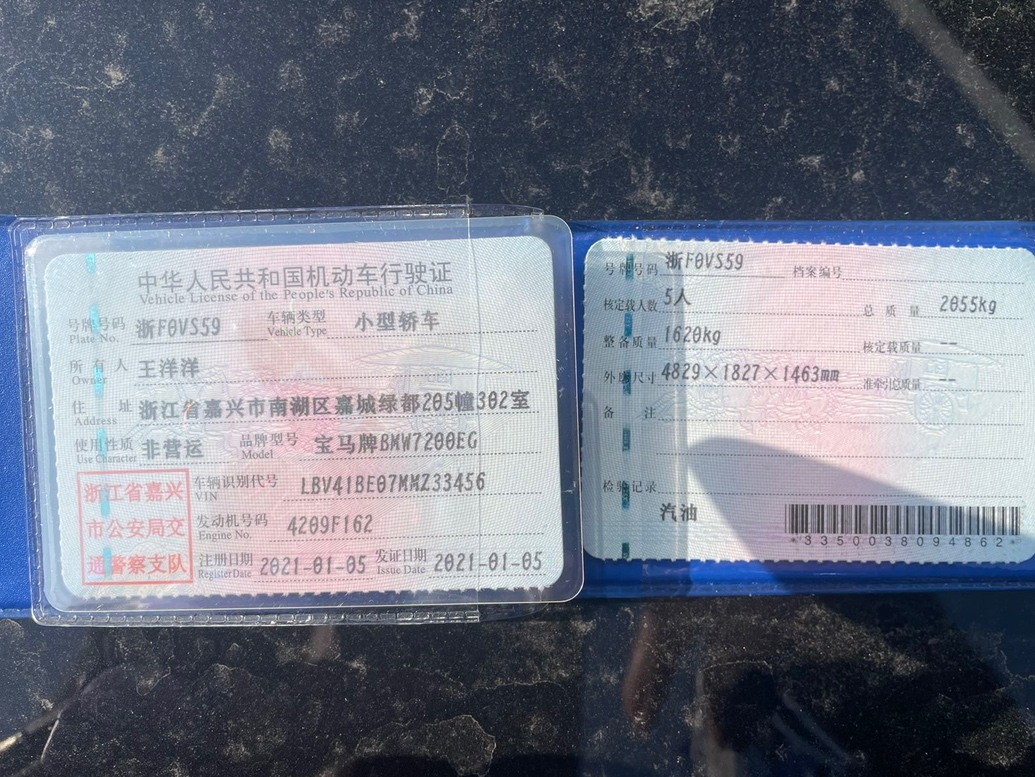 中华人民共和国机动车行驶证
Vehicle License of the People's Republic of China
号牌号码 浙F0VS59 车辆类型 小型轿车
Plate No. Vehicle Type
所有人 王洋洋
Owner
住 址 浙江省嘉兴市南湖区嘉城绿都205幢302室
Address
使用性质 非营运 品牌型号 宝马牌BMW7200EG
Use Character Model
浙江省嘉兴
市公安局交
通警察支队
车辆识别代号 LBV41BE07MMZ33456
VIN
发动机号码 4209F162
Engine No.
注册日期 2021-01-05 发证日期 2021-01-05
Register Date Issue Date
号牌号码 浙F0VS59 档案编号
核定载人数 5人 总质量 2055kg
整备质量 1620kg 核定载质量 --
外廓尺寸 4829×1827×1463mm 准牵引总质量 --
备 注
检验记录
汽油
*3350038094862*